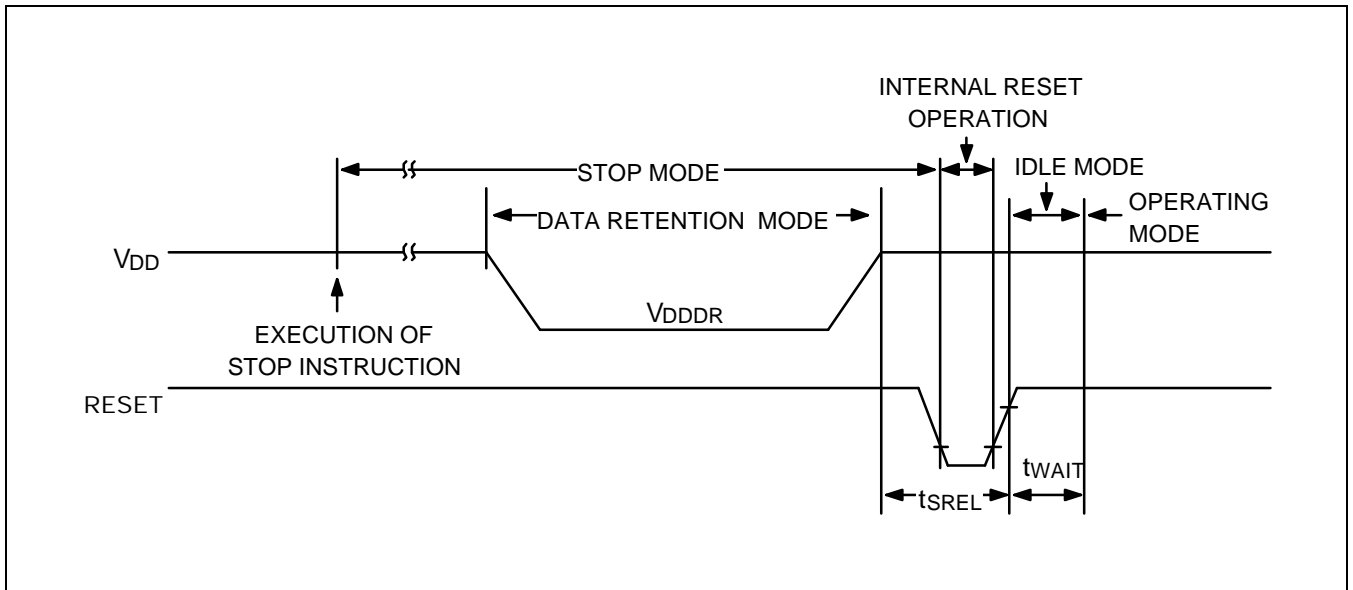 INTERNAL RESET
OPERATION
STOP MODE
IDLE MODE
DATA RETENTION MODE
OPERATING
MODE
VDD
VDDDR
EXECUTION OF
STOP INSTRUCTION
RESET
tWAIT
tSREL